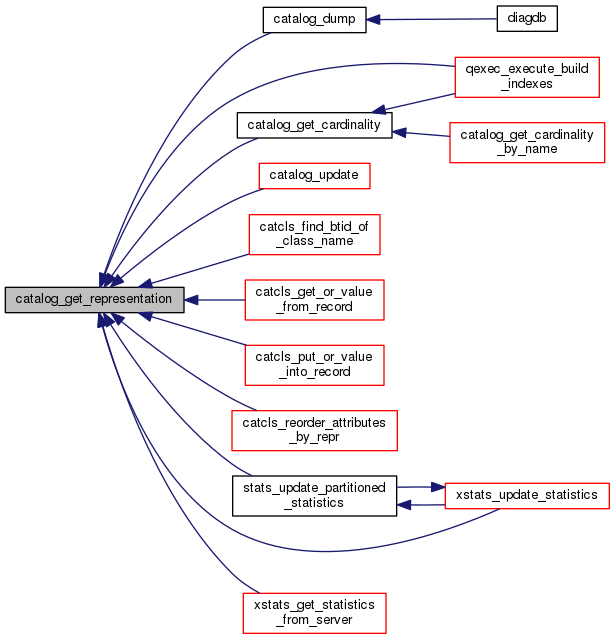 catalog_dump
diagdb
qexec_execute_build
_indexes
catalog_get_cardinality
catalog_get_cardinality
_by_name
catalog_update
catcls_find_btid_of
_class_name
catalog_get_representation
catcls_get_or_value
_from_record
catcls_put_or_value
_into_record
catcls_reorder_attributes
_by_repr
stats_update_partitioned
_statistics
xstats_update_statistics
xstats_get_statistics
_from_server